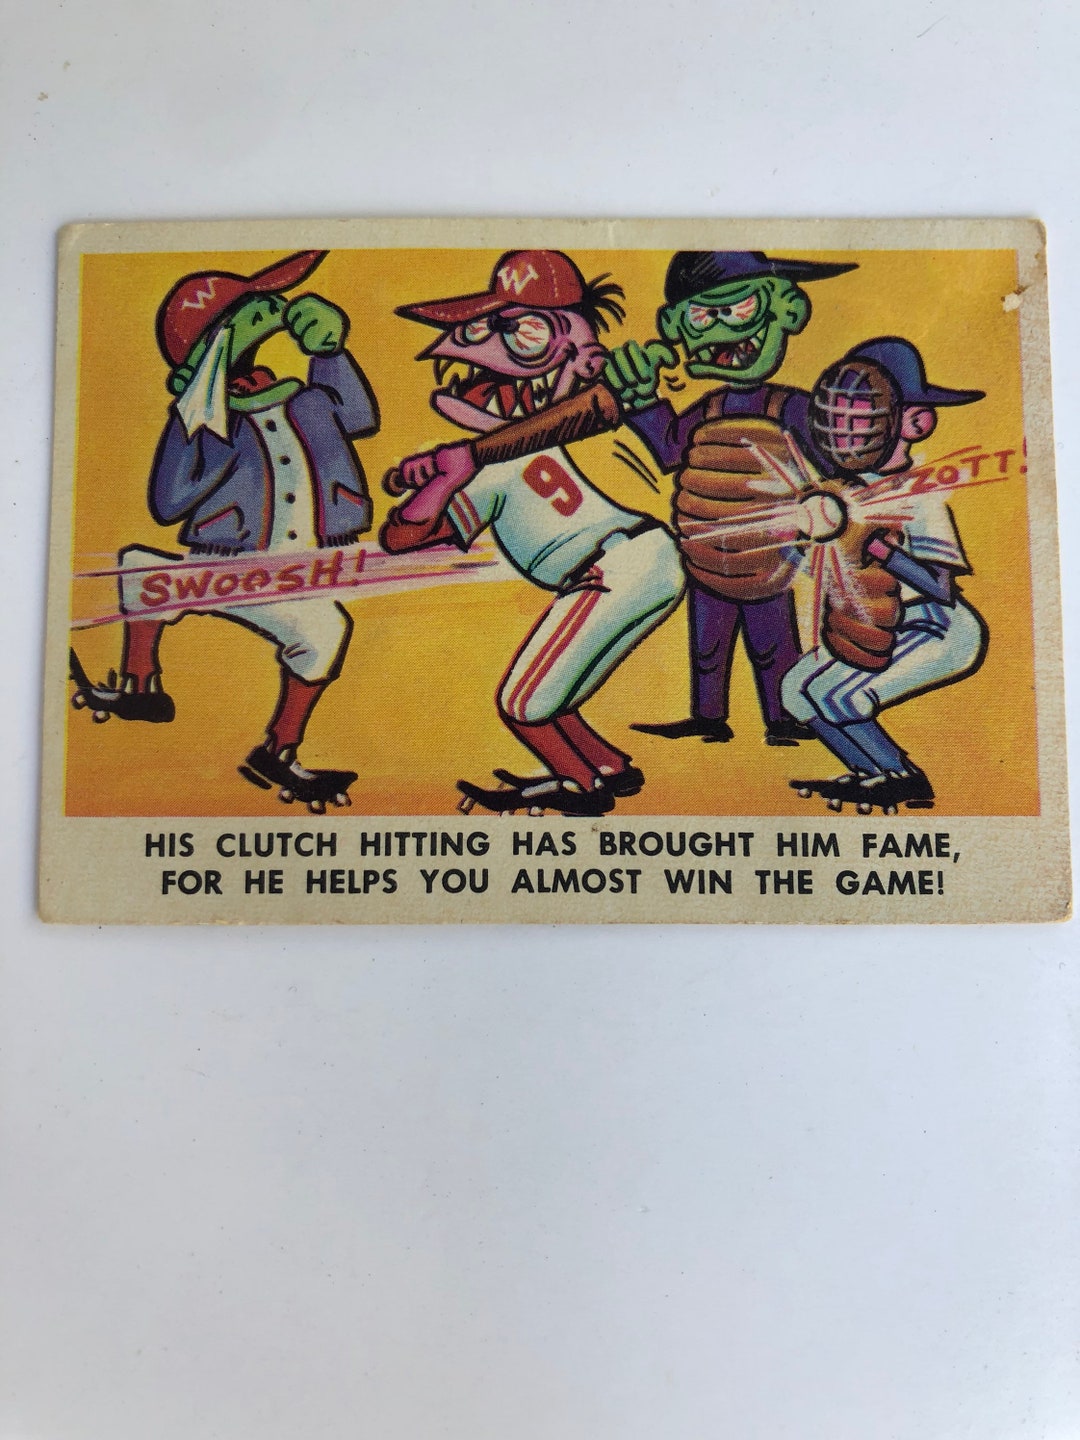 W
W
9
ZOTT!
SWOOSH!
HIS CLUTCH HITTING HAS BROUGHT HIM FAME,
FOR HE HELPS YOU ALMOST WIN THE GAME!